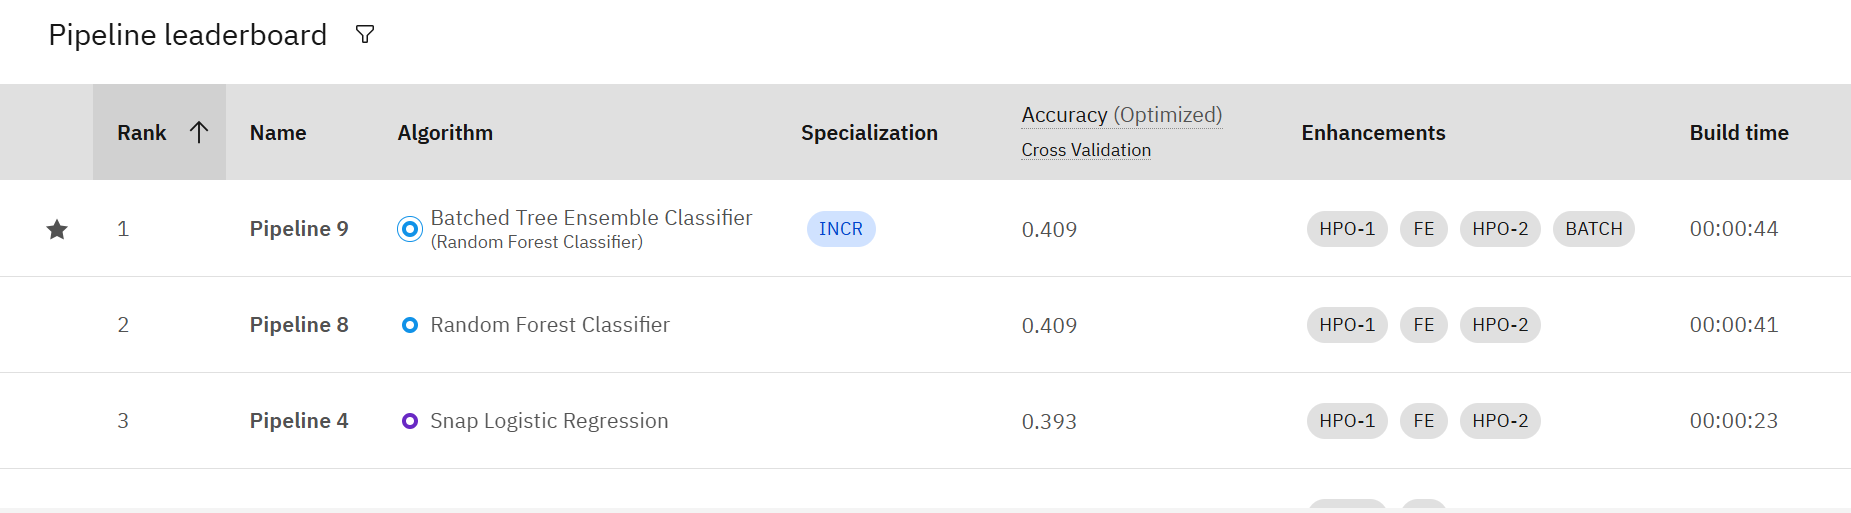 Pipeline leaderboard
Rank Name Algorithm Specialization Accuracy (Optimized) Enhancements Build time
Cross Validation
1 Pipeline 9 Batched Tree Ensemble Classifier INCR 0.409 HPO-1 FE HPO-2 BATCH 00:00:44
(Random Forest Classifier)
2 Pipeline 8 Random Forest Classifier 0.409 HPO-1 FE HPO-2 00:00:41
3 Pipeline 4 Snap Logistic Regression 0.393 HPO-1 FE HPO-2 00:00:23